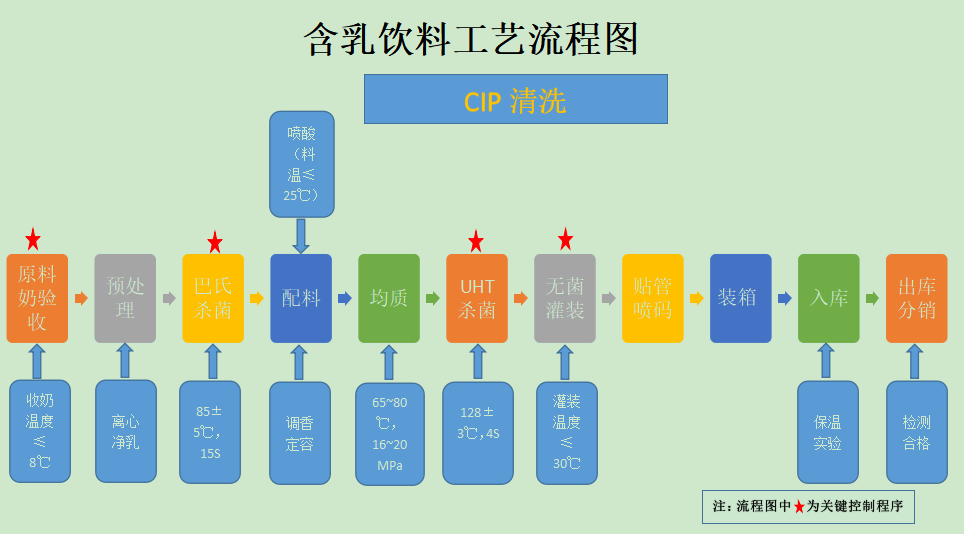 含乳饮料工艺流程图
CIP 清洗
喷酸
（料
温≤
25℃）
原料
奶验
收
预处
理
巴氏
杀菌
配料
均质
UHT
杀菌
无菌
灌装
贴管
喷码
装箱
入库
出库
分销
收奶
温度
≤
8℃
离心
净乳
85±
5℃，
15S
调香
定容
65~80
℃，
16~20
MPa
128±
3℃,4S
灌装
温度
≤
30℃
保温
实验
检测
合格
注：流程图中★为关键控制程序